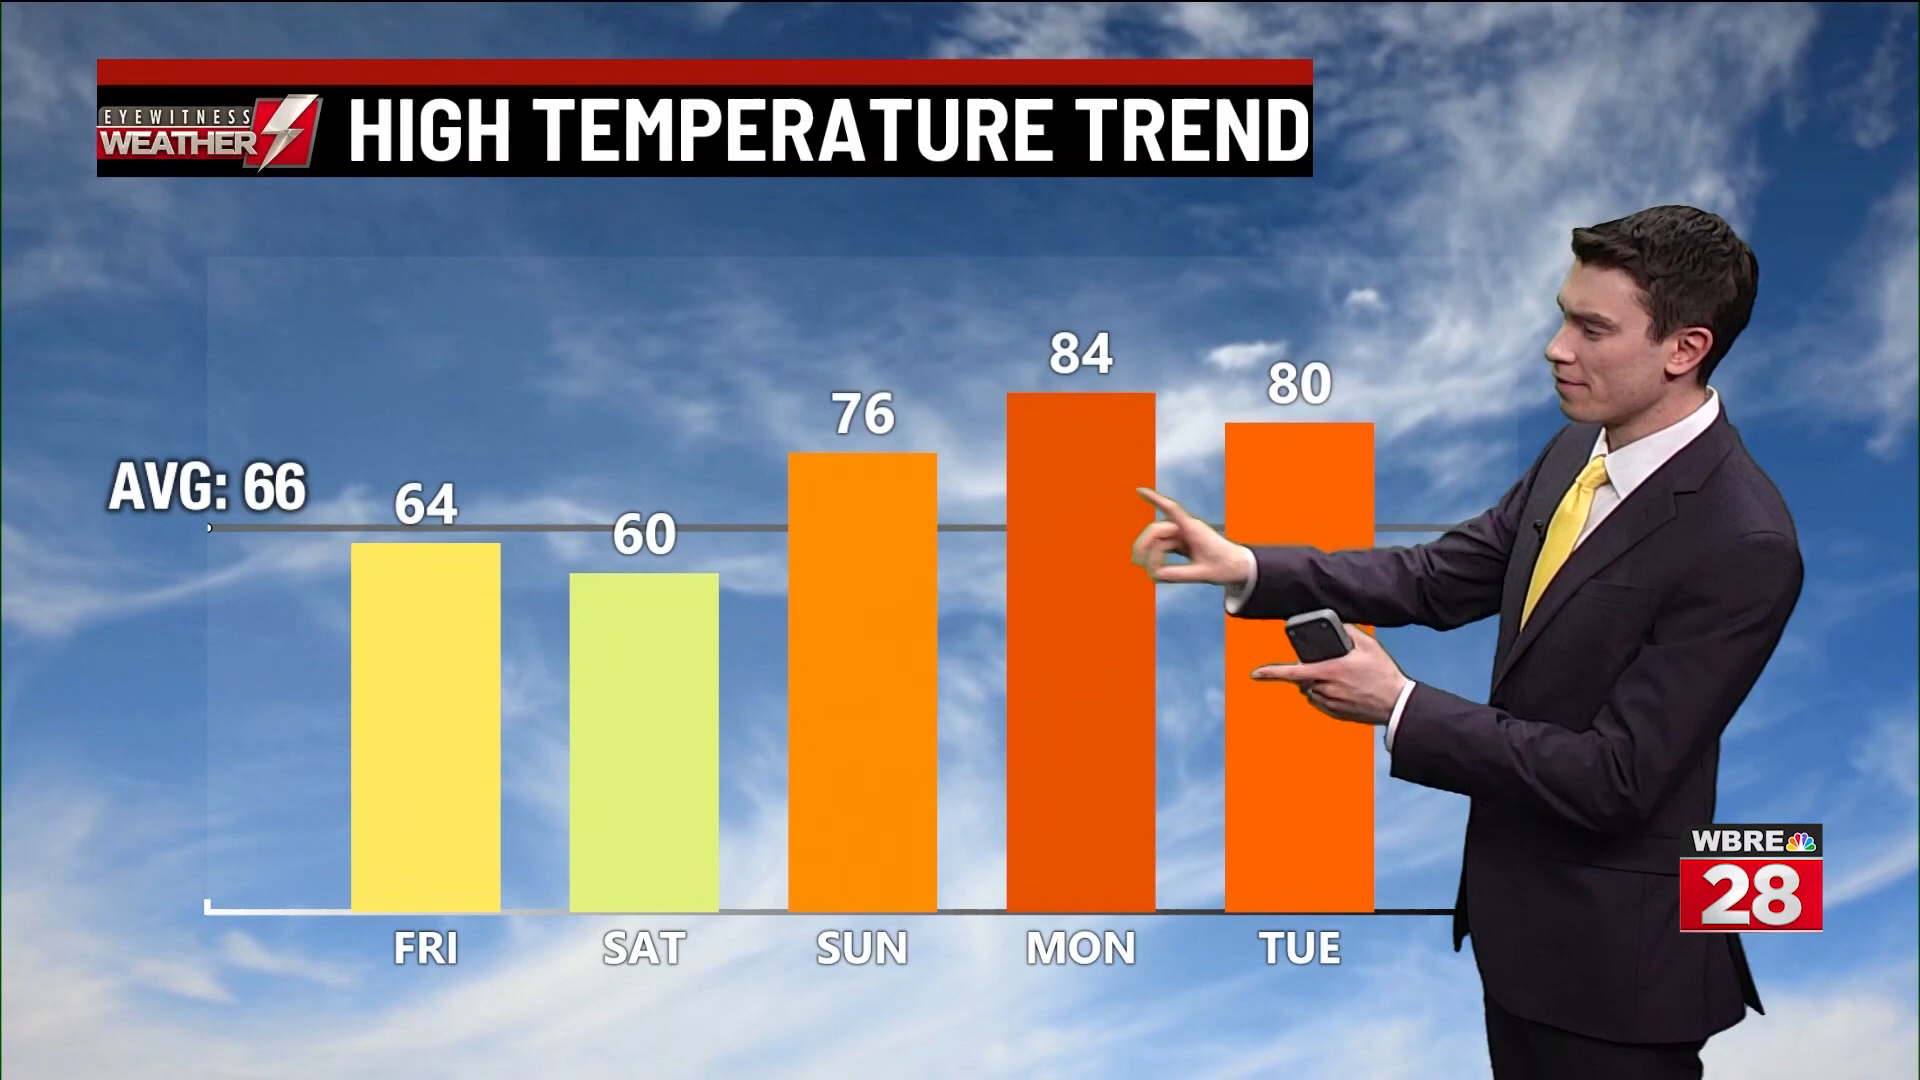 EYEWITNESS
WEATHER
HIGH TEMPERATURE TREND
84
80
76
AVG: 66
64
60
FRI SAT SUN MON TUE
WBRE
28